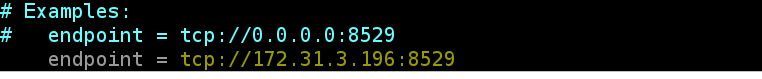 # Examples:
#   endpoint = tcp://0.0.0.0:8529
    endpoint = tcp://172.31.3.196:8529